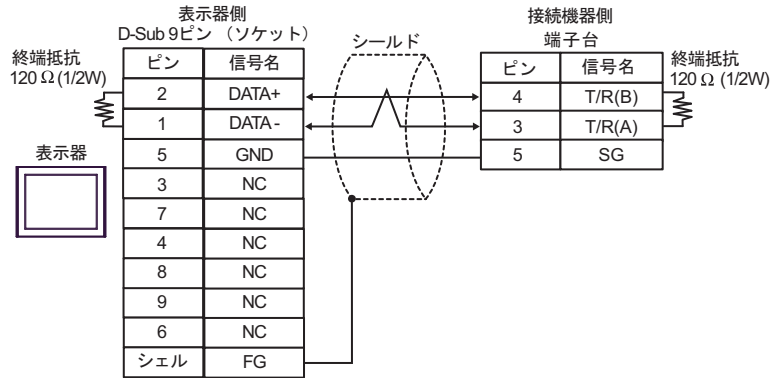 表示器側
D-Sub 9ピン （ソケット）
接続機器側
端子台
シールド
終端抵抗
120 Ω (1/2W)
ピン 信号名
2 DATA+
1 DATA-
5 GND
3 NC
7 NC
4 NC
8 NC
9 NC
6 NC
シェル FG
表示器
ピン 信号名
4 T/R(B)
3 T/R(A)
5 SG
終端抵抗
120 Ω (1/2W)